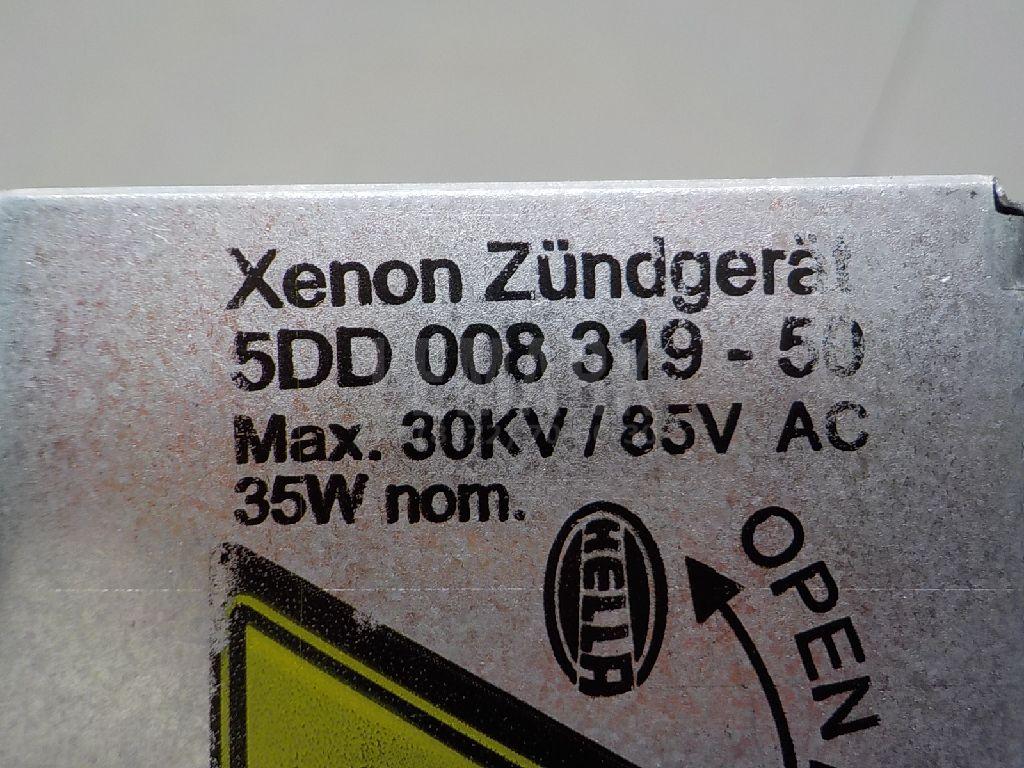 Xenon Zündgerät
5DD 008 319 - 50
Max. 30KV / 85V AC
35W nom.
HELLA
OPEN